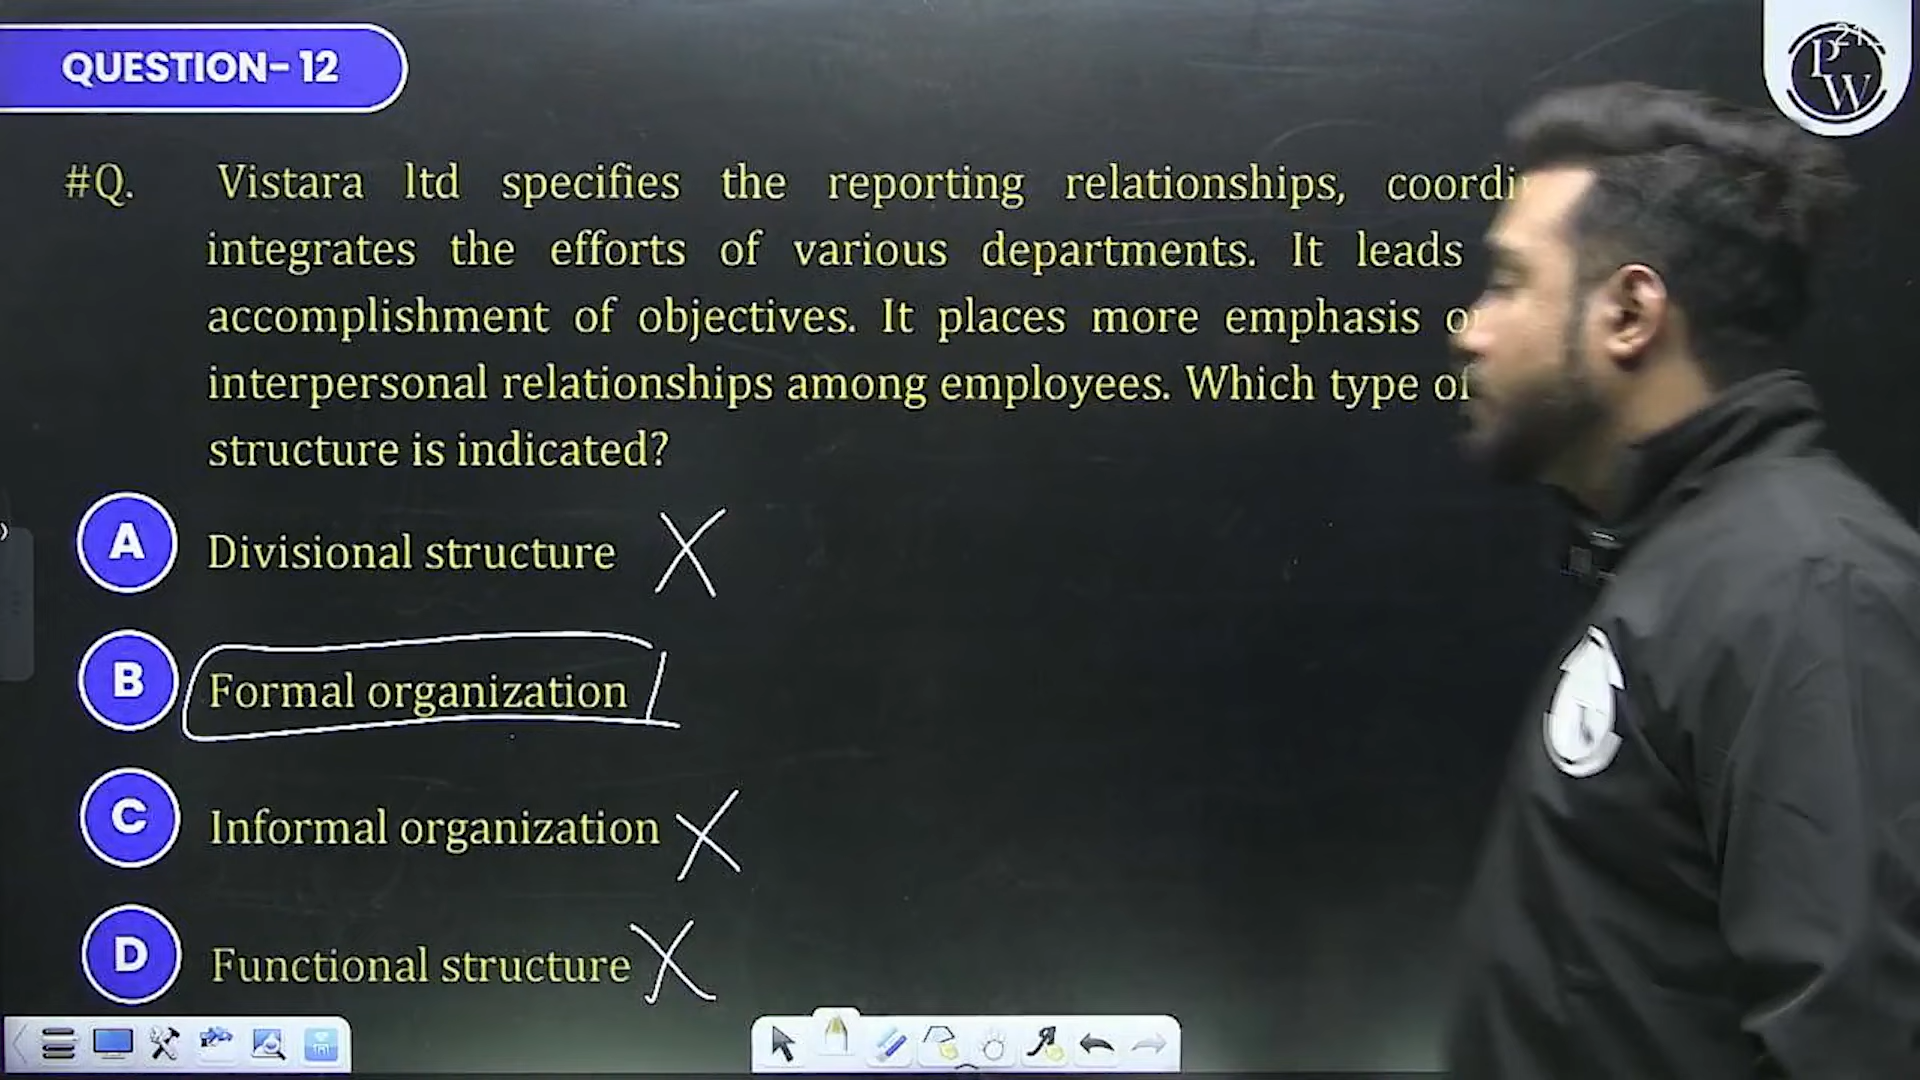 QUESTION- 12
PW
#Q. Vistara ltd specifies the reporting relationships,
integrates the efforts of various departments. It leads
accomplishment of objectives. It places more emphasis
interpersonal relationships among employees. Which type of
structure is indicated?
A Divisional structure
B Formal organization
C Informal organization
D Functional structure